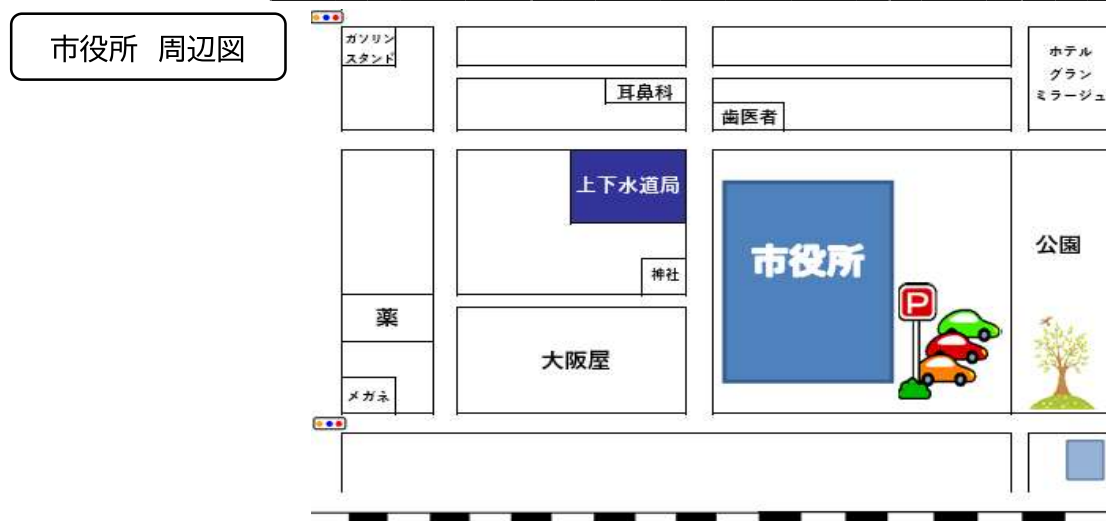 市役所 周辺図
ガソリン
スタンド
ホテル
グラン
ミラージュ
耳鼻科
歯医者
上下水道局
市役所
公園
神社
P
薬
大阪屋
メガネ